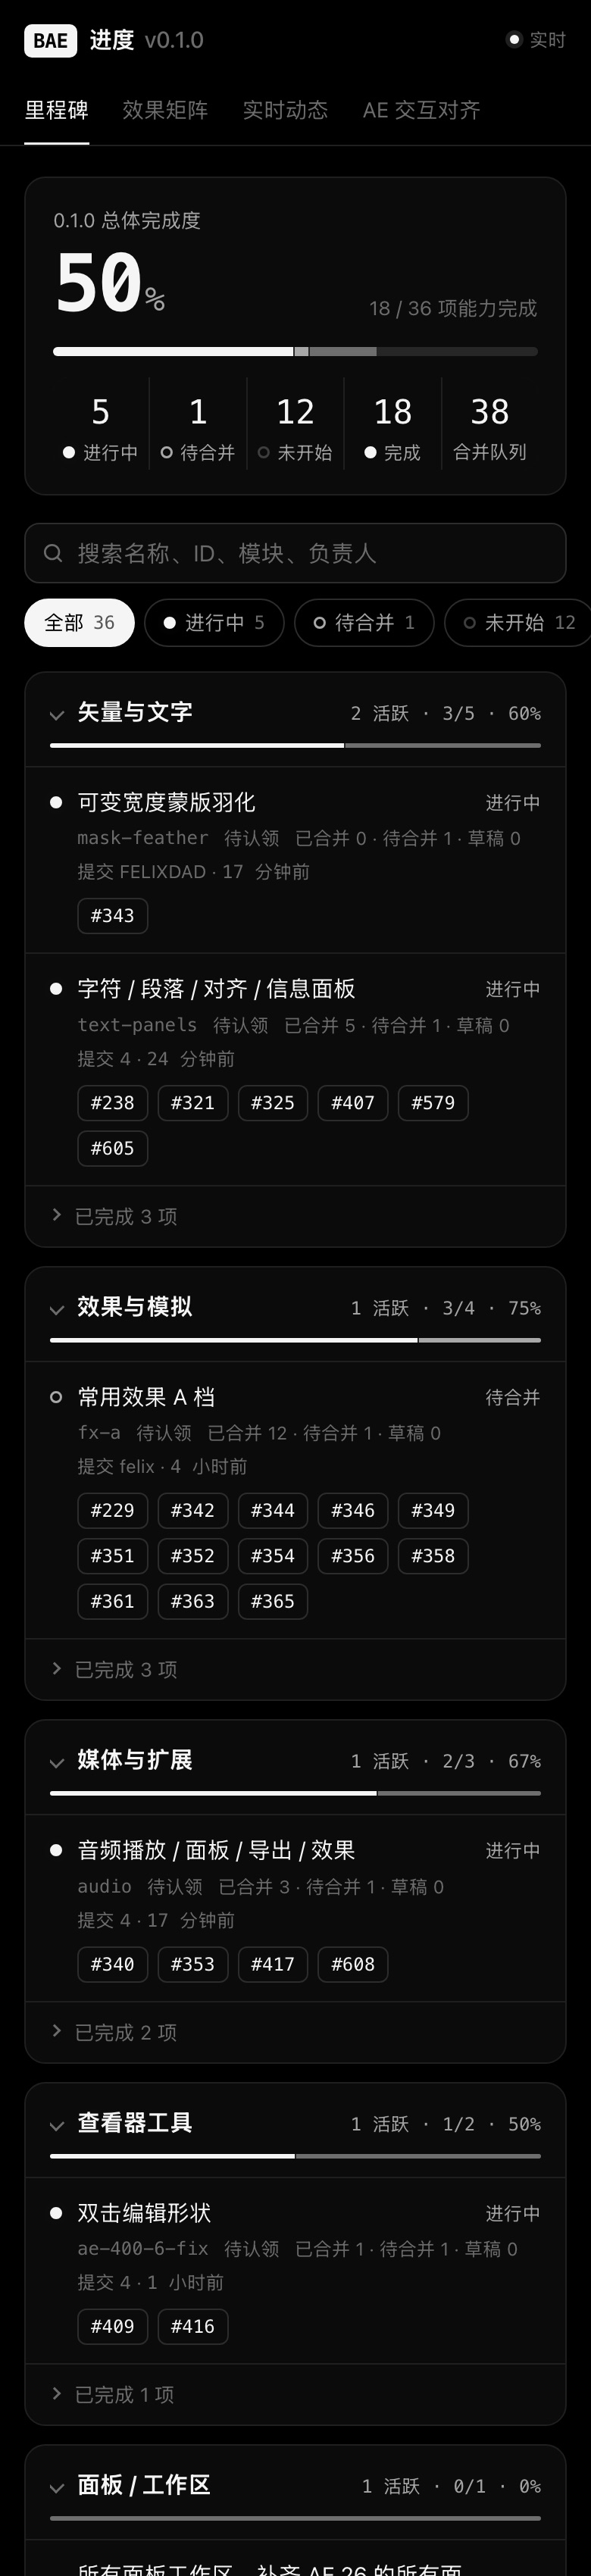 BAE 进度 v0.1.0 实时
里程碑 效果矩阵 实时动态 AE 交互对齐
0.1.0 总体完成度
50%
18 / 36 项能力完成
5 1 12 18 38
进行中 待合并 未开始 完成 合并队列
搜索名称、ID、模块、负责人
全部 36 进行中 5 待合并 1 未开始 12
矢量与文字 2 活跃 · 3/5 · 60%
可变宽度蒙版羽化 进行中
mask-feather 待认领 已合并 0 · 待合并 1 · 草稿 0
提交 FELIXDAD · 17 分钟前
#343
字符 / 段落 / 对齐 / 信息面板 进行中
text-panels 待认领 已合并 5 · 待合并 1 · 草稿 0
提交 4 · 24 分钟前
#238 #321 #325 #407 #579
#605
已完成 3 项
效果与模拟 1 活跃 · 3/4 · 75%
常用效果 A 档 待合并
fx-a 待认领 已合并 12 · 待合并 1 · 草稿 0
提交 felix · 4 小时前
#229 #342 #344 #346 #349
#351 #352 #354 #356 #358
#361 #363 #365
已完成 3 项
媒体与扩展 1 活跃 · 2/3 · 67%
音频播放 / 面板 / 导出 / 效果 进行中
audio 待认领 已合并 3 · 待合并 1 · 草稿 0
提交 4 · 17 分钟前
#340 #353 #417 #608
已完成 2 项
查看器工具 1 活跃 · 1/2 · 50%
双击编辑形状 进行中
ae-400-6-fix 待认领 已合并 1 · 待合并 1 · 草稿 0
提交 4 · 1 小时前
#409 #416
已完成 1 项
面板 / 工作区 1 活跃 · 0/1 · 0%
所有面板工作区，补齐 AE 26 的所有面